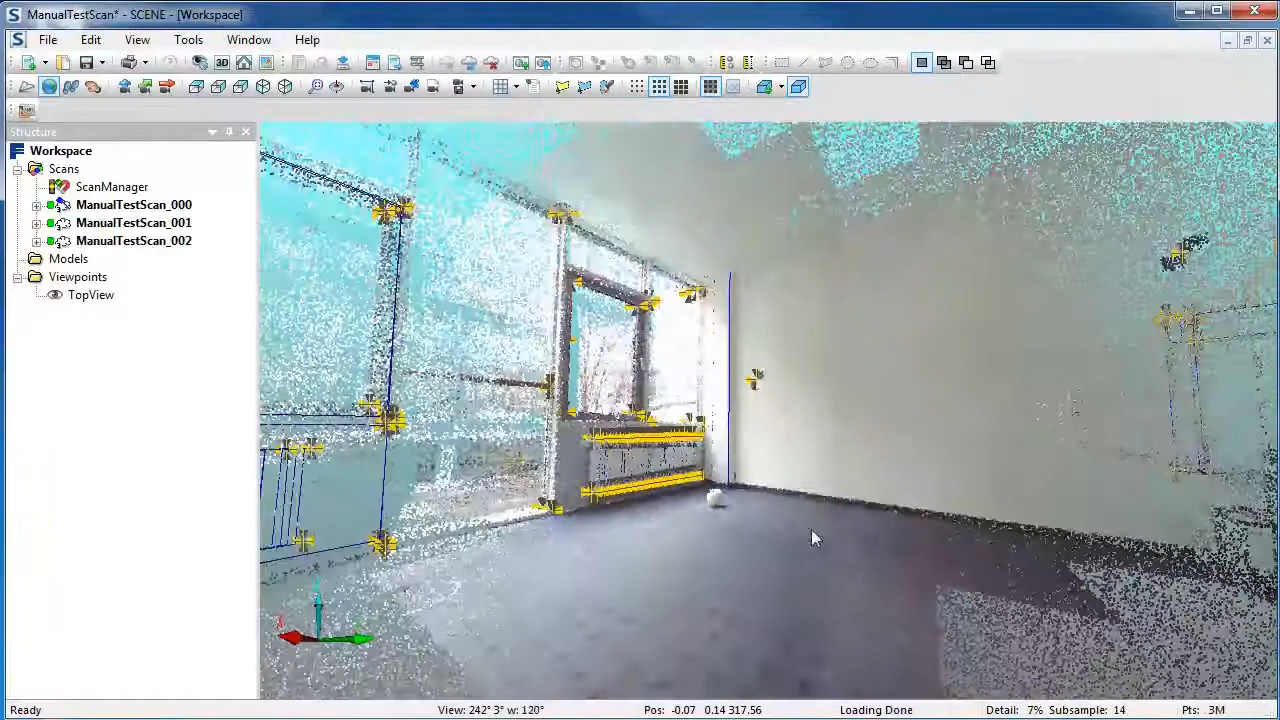 ManualTestScan* - SCENE - [Workspace]
File Edit View Tools Window Help
3D
Structure
Workspace
Scans
ScanManager
ManualTestScan_000
ManualTestScan_001
ManualTestScan_002
Models
Viewpoints
TopView
Ready View: 242° 3° w: 120° Pos: -0.07 0.14 317.56 Loading Done Detail: 7% Subsample: 14 Pts: 3M